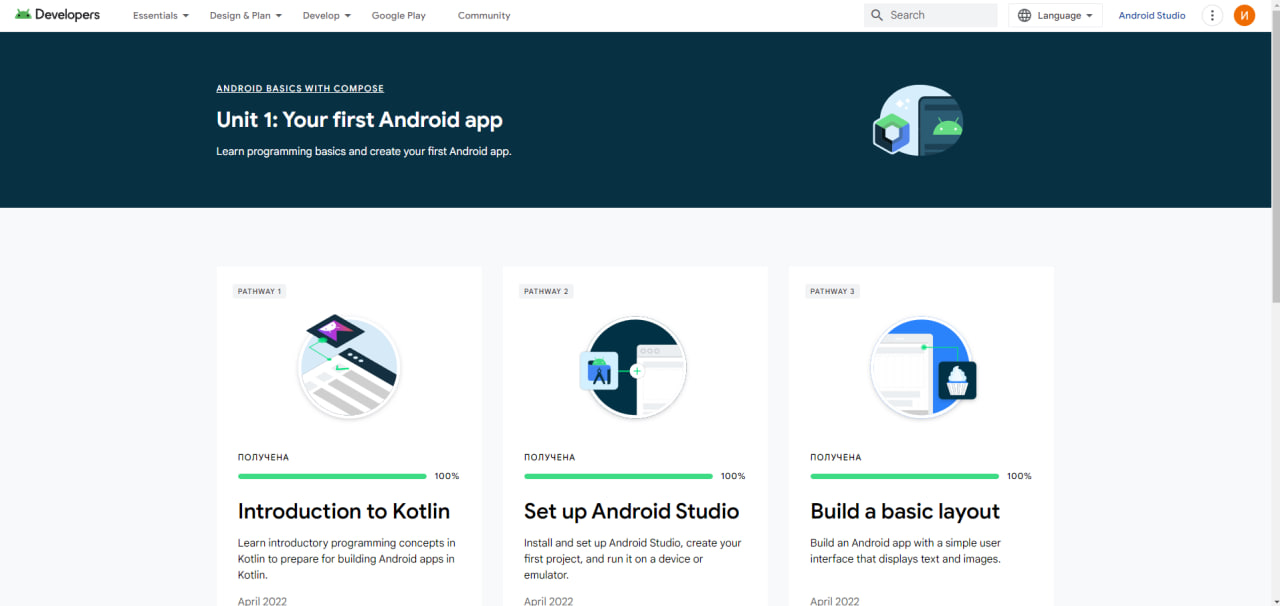 Developers
Essentials
Design & Plan
Develop
Google Play
Community
Search
Language
Android Studio
И
ANDROID BASICS WITH COMPOSE
Unit 1: Your first Android app
Learn programming basics and create your first Android app.
PATHWAY 1
ПОЛУЧЕНА
100%
Introduction to Kotlin
Learn introductory programming concepts in
Kotlin to prepare for building Android apps in
Kotlin.
April 2022
PATHWAY 2
ПОЛУЧЕНА
100%
Set up Android Studio
Install and set up Android Studio, create your
first project, and run it on a device or
emulator.
April 2022
PATHWAY 3
ПОЛУЧЕНА
100%
Build a basic layout
Build an Android app with a simple user
interface that displays text and images.
April 2022